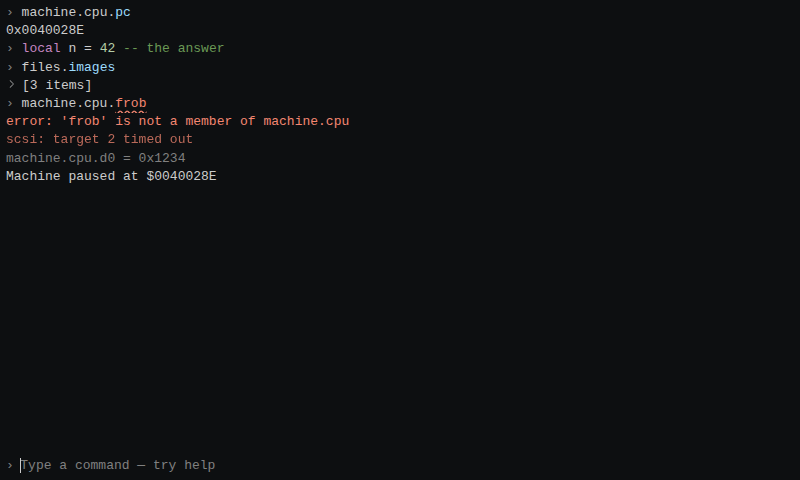 › machine.cpu.pc
0x0040028E
› local n = 42 -- the answer
› files.images
[3 items]
› machine.cpu.frob
error: 'frob' is not a member of machine.cpu
scsi: target 2 timed out
machine.cpu.d0 = 0x1234
Machine paused at $0040028E
› Type a command — try help